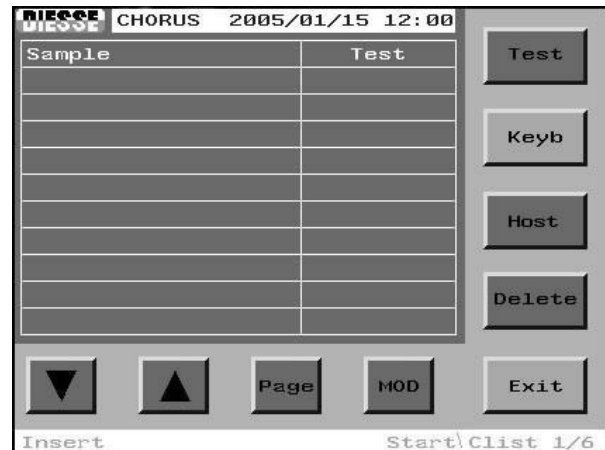 DIESSE CHORUS 2005/01/15 12:00
Sample Test
Test
Keyb
Host
Delete
Page MOD Exit
Insert Start\Clist 1/6